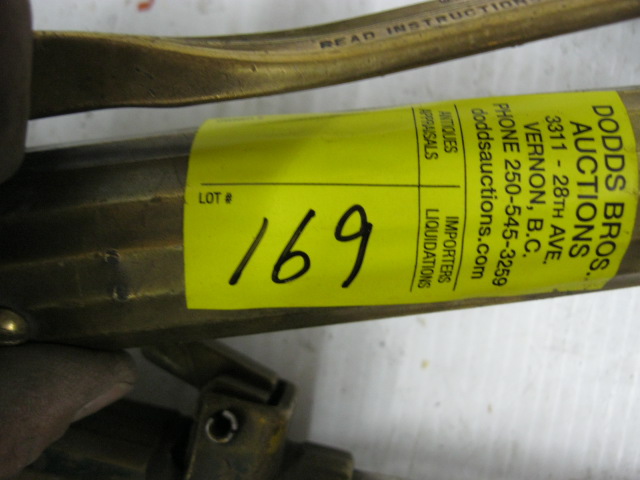 READ INSTRUCTIONS
DODDS BROS.
AUCTIONS
3311 - 28TH AVE.
VERNON, B.C.
PHONE 250-545-3259
doddsauctions.com
ANTIQUES
APPRAISALS
IMPORTERS
LIQUIDATIONS
LOT #
169